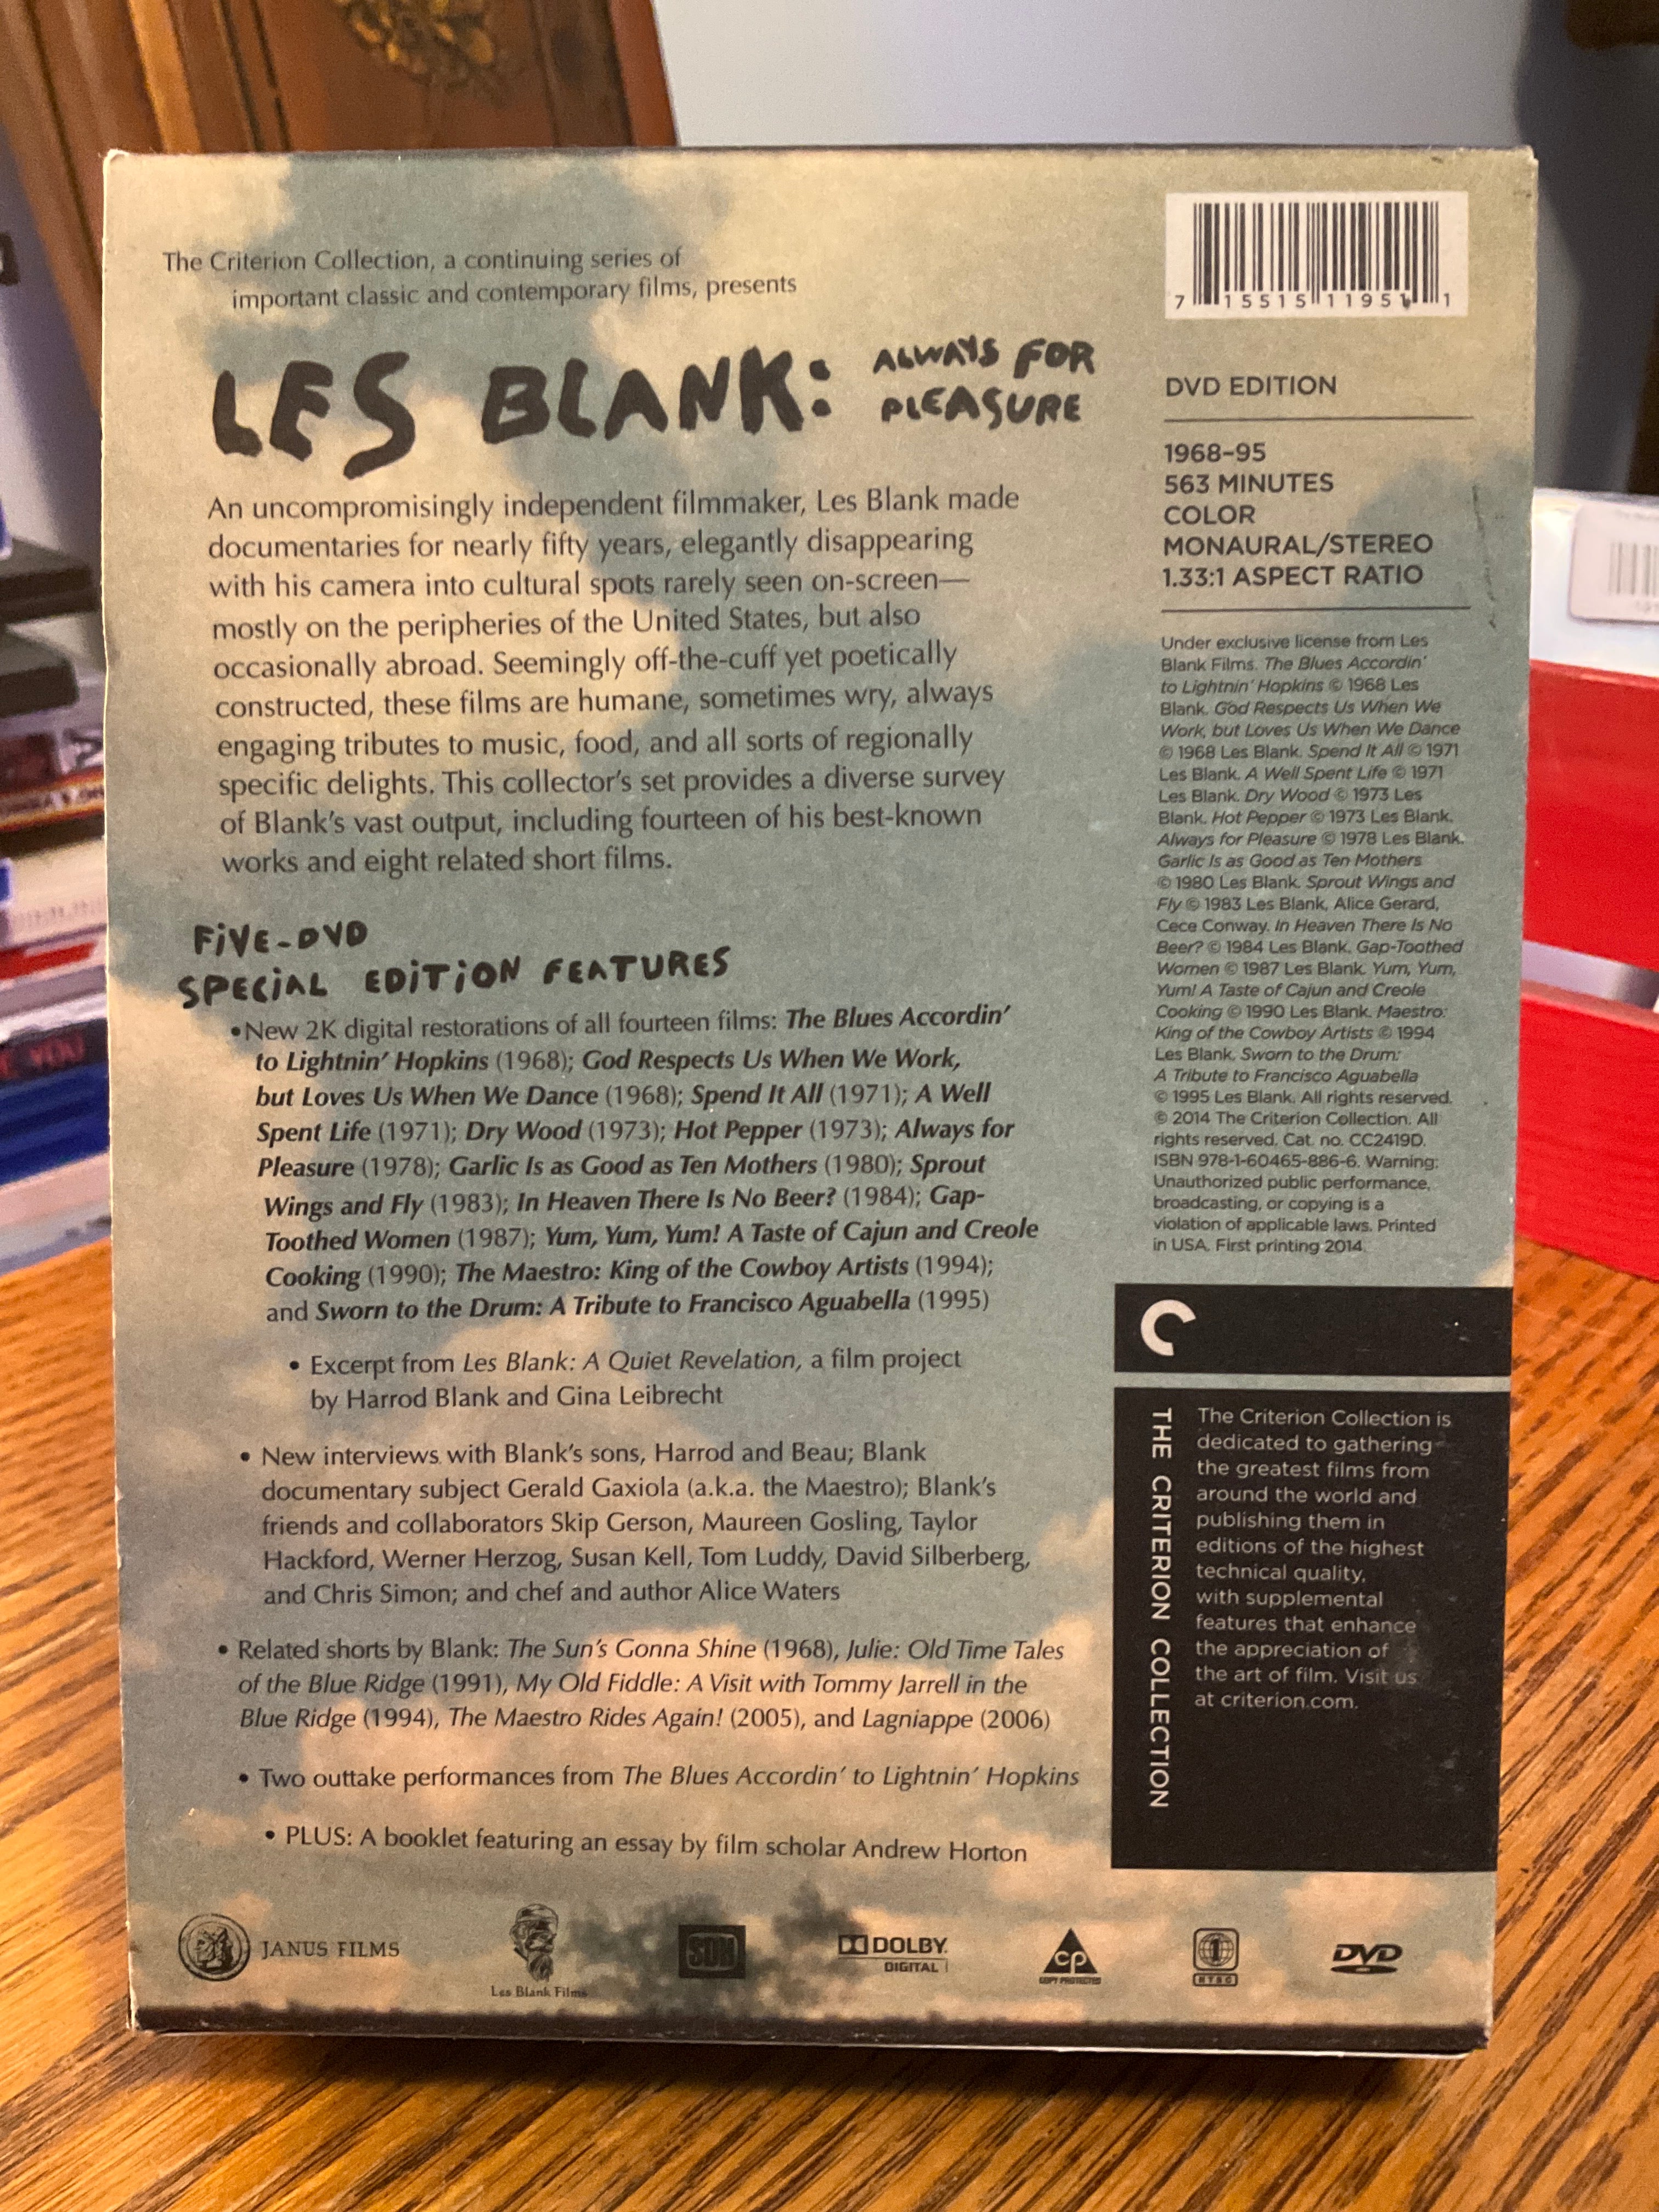 The Criterion Collection, a continuing series of
important classic and contemporary films, presents
LES BLANK: ALWAYS FOR
PLEASURE
An uncompromisingly independent filmmaker, Les Blank made
documentaries for nearly fifty years, elegantly disappearing
with his camera into cultural spots rarely seen on-screen—
mostly on the peripheries of the United States, but also
occasionally abroad. Seemingly off-the-cuff yet poetically
constructed, these films are humane, sometimes wry, always
engaging tributes to music, food, and all sorts of regionally
specific delights. This collector's set provides a diverse survey
of Blank's vast output, including fourteen of his best-known
works and eight related short films.
FIVE-DVD
SPECIAL EDITION FEATURES
•New 2K digital restorations of all fourteen films: The Blues Accordin'
to Lightnin' Hopkins (1968); God Respects Us When We Work,
but Loves Us When We Dance (1968); Spend It All (1971); A Well
Spent Life (1971); Dry Wood (1973); Hot Pepper (1973); Always for
Pleasure (1978); Garlic Is as Good as Ten Mothers (1980); Sprout
Wings and Fly (1983); In Heaven There Is No Beer? (1984); Gap-
Toothed Women (1987); Yum, Yum, Yum! A Taste of Cajun and Creole
Cooking (1990); The Maestro: King of the Cowboy Artists (1994);
and Sworn to the Drum: A Tribute to Francisco Aguabella (1995)
• Excerpt from Les Blank: A Quiet Revelation, a film project
by Harrod Blank and Gina Leibrecht
• New interviews with Blank's sons, Harrod and Beau; Blank
documentary subject Gerald Gaxiola (a.k.a. the Maestro); Blank's
friends and collaborators Skip Gerson, Maureen Gosling, Taylor
Hackford, Werner Herzog, Susan Kell, Tom Luddy, David Silberberg,
and Chris Simon; and chef and author Alice Waters
• Related shorts by Blank: The Sun's Gonna Shine (1968), Julie: Old Time Tales
of the Blue Ridge (1991), My Old Fiddle: A Visit with Tommy Jarrell in the
Blue Ridge (1994), The Maestro Rides Again! (2005), and Lagniappe (2006)
• Two outtake performances from The Blues Accordin' to Lightnin' Hopkins
• PLUS: A booklet featuring an essay by film scholar Andrew Horton
7 15515 11951 1
DVD EDITION
1968–95
563 MINUTES
COLOR
MONAURAL/STEREO
1.33:1 ASPECT RATIO
Under exclusive license from Les
Blank Films. The Blues Accordin'
to Lightnin' Hopkins © 1968 Les
Blank. God Respects Us When We
Work, but Loves Us When We Dance
© 1968 Les Blank. Spend It All © 1971
Les Blank. A Well Spent Life © 1971
Les Blank. Dry Wood © 1973 Les
Blank. Hot Pepper © 1973 Les Blank.
Always for Pleasure © 1978 Les Blank.
Garlic Is as Good as Ten Mothers
© 1980 Les Blank. Sprout Wings and
Fly © 1983 Les Blank, Alice Gerard,
Cece Conway. In Heaven There Is No
Beer? © 1984 Les Blank. Gap-Toothed
Women © 1987 Les Blank. Yum, Yum,
Yum! A Taste of Cajun and Creole
Cooking © 1990 Les Blank. Maestro:
King of the Cowboy Artists © 1994
Les Blank. Sworn to the Drum:
A Tribute to Francisco Aguabella
© 1995 Les Blank. All rights reserved.
© 2014 The Criterion Collection. All
rights reserved. Cat. no. CC2419D.
ISBN 978-1-60465-886-6. Warning:
Unauthorized public performance,
broadcasting, or copying is a
violation of applicable laws. Printed
in USA. First printing 2014.
THE CRITERION COLLECTION
The Criterion Collection is
dedicated to gathering
the greatest films from
around the world and
publishing them in
editions of the highest
technical quality,
with supplemental
features that enhance
the appreciation of
the art of film. Visit us
at criterion.com.
JANUS FILMS
Les Blank Films
SDH
DOLBY
DIGITAL
CP
COPY PROTECTED
1
NTSC
DVD